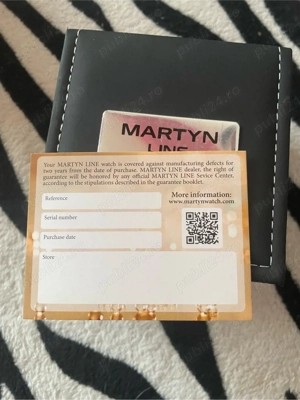 MARTYN
LINE
Your MARTYN LINE watch is covered against manufacturing defects for
two years from the date of purchase. MARTYN LINE dealer, the right of
guarantee will be honored by any official MARTYN LINE Sevice Center,
according to the stipulations described in the guarantee booklet.
Reference
More information:
www.martynwatch.com
Serial number
Purchase date
Store